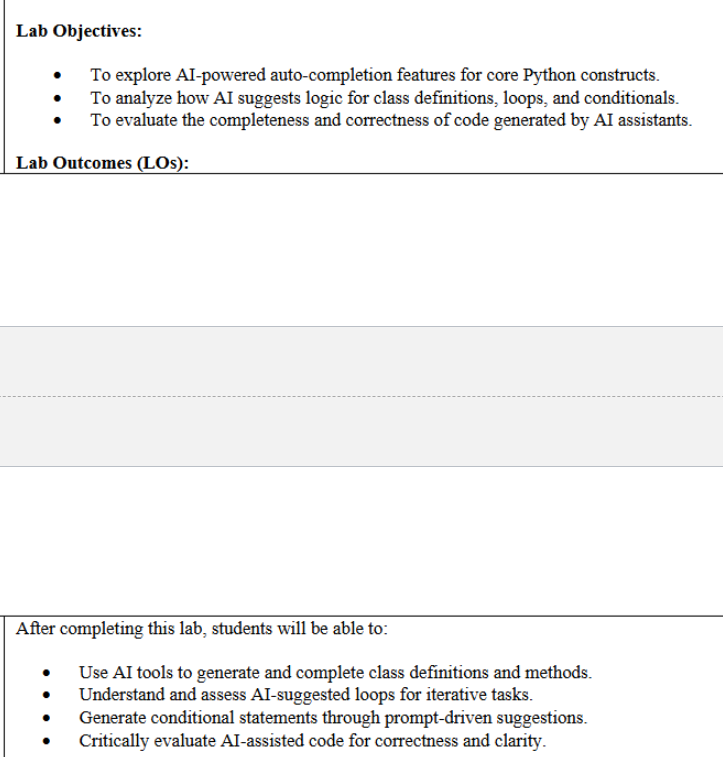 Lab Objectives:
• To explore AI-powered auto-completion features for core Python constructs.
• To analyze how AI suggests logic for class definitions, loops, and conditionals.
• To evaluate the completeness and correctness of code generated by AI assistants.
Lab Outcomes (LOs):
After completing this lab, students will be able to:
• Use AI tools to generate and complete class definitions and methods.
• Understand and assess AI-suggested loops for iterative tasks.
• Generate conditional statements through prompt-driven suggestions.
• Critically evaluate AI-assisted code for correctness and clarity.